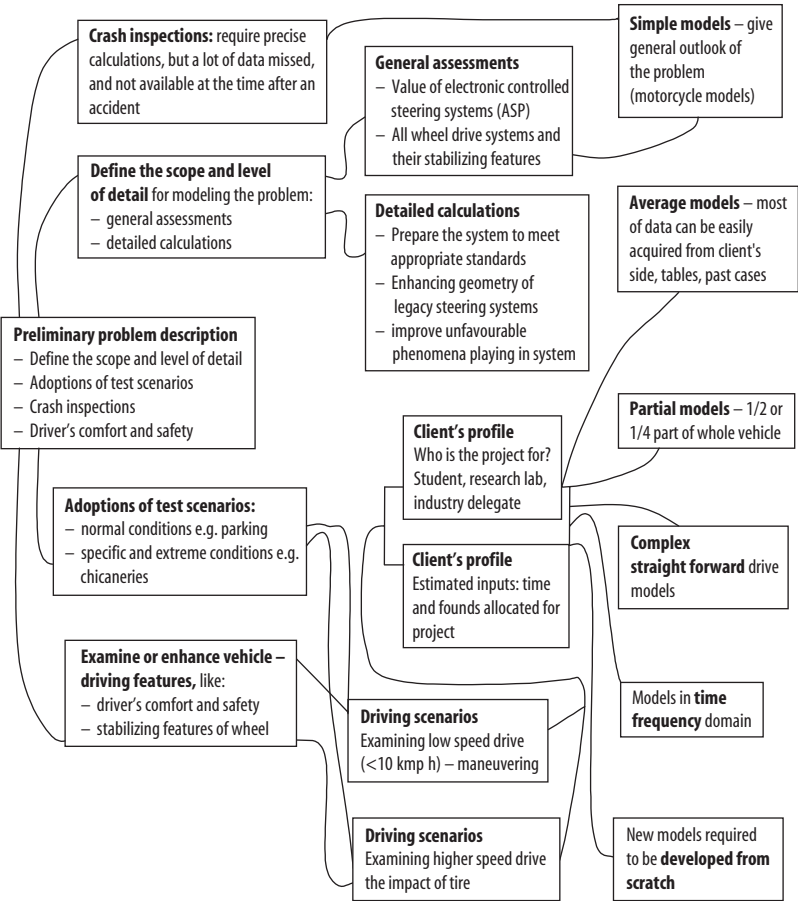 Crash inspections: require precise
calculations, but a lot of data missed,
and not available at the time after an
accident
Simple models – give
general outlook of
the problem
(motorcycle models)
General assessments
– Value of electronic controlled
steering systems (ASP)
– All wheel drive systems and
their stabilizing features
Define the scope and level
of detail for modeling the problem:
– general assessments
– detailed calculations
Detailed calculations
– Prepare the system to meet
appropriate standards
– Enhancing geometry of
legacy steering systems
– improve unfavourable
phenomena playing in system
Average models – most
of data can be easily
acquired from client's
side, tables, past cases
Preliminary problem description
– Define the scope and level of detail
– Adoptions of test scenarios
– Crash inspections
– Driver's comfort and safety
Client's profile
Who is the project for?
Student, research lab,
industry delegate
Partial models – 1/2 or
1/4 part of whole vehicle
Adoptions of test scenarios:
– normal conditions e.g. parking
– specific and extreme conditions e.g.
chicaneries
Client's profile
Estimated inputs: time
and founds allocated for
project
Complex
straight forward drive
models
Examine or enhance vehicle –
driving features, like:
– driver's comfort and safety
– stabilizing features of wheel
Driving scenarios
Examining low speed drive
(<10 kmp h) – maneuvering
Models in time
frequency domain
Driving scenarios
Examining higher speed drive
the impact of tire
New models required
to be developed from
scratch